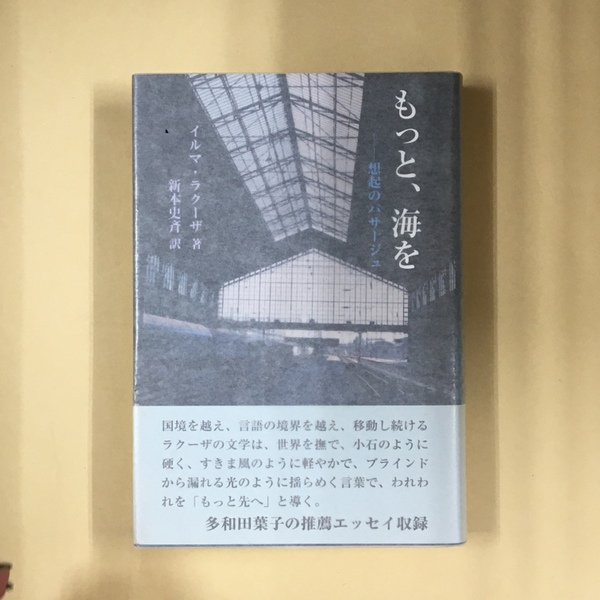 もっと、海を
──想起のパサージュ
イルマ・ラクーザ 著
新本史斉 訳
国境を越え、言語の境界を越え、移動し続ける
ラクーザの文学は、世界を撫で、小石のように
硬く、すきま風のように軽やかで、ブラインド
から漏れる光のように揺らめく言葉で、われわ
れを「もっと先へ」と導く。
多和田葉子の推薦エッセイ収録